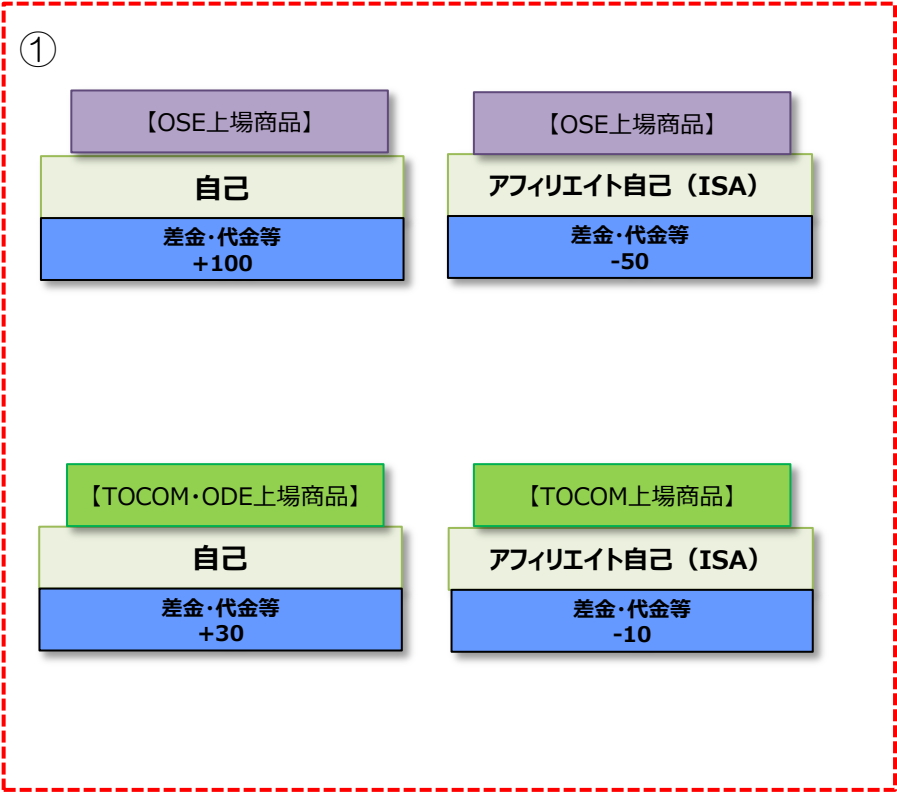 ①
【OSE上場商品】
【OSE上場商品】
自己
アフィリエイト自己（ISA）
差金・代金等
+100
差金・代金等
-50
【TOCOM・ODE上場商品】
【TOCOM上場商品】
自己
アフィリエイト自己（ISA）
差金・代金等
+30
差金・代金等
-10